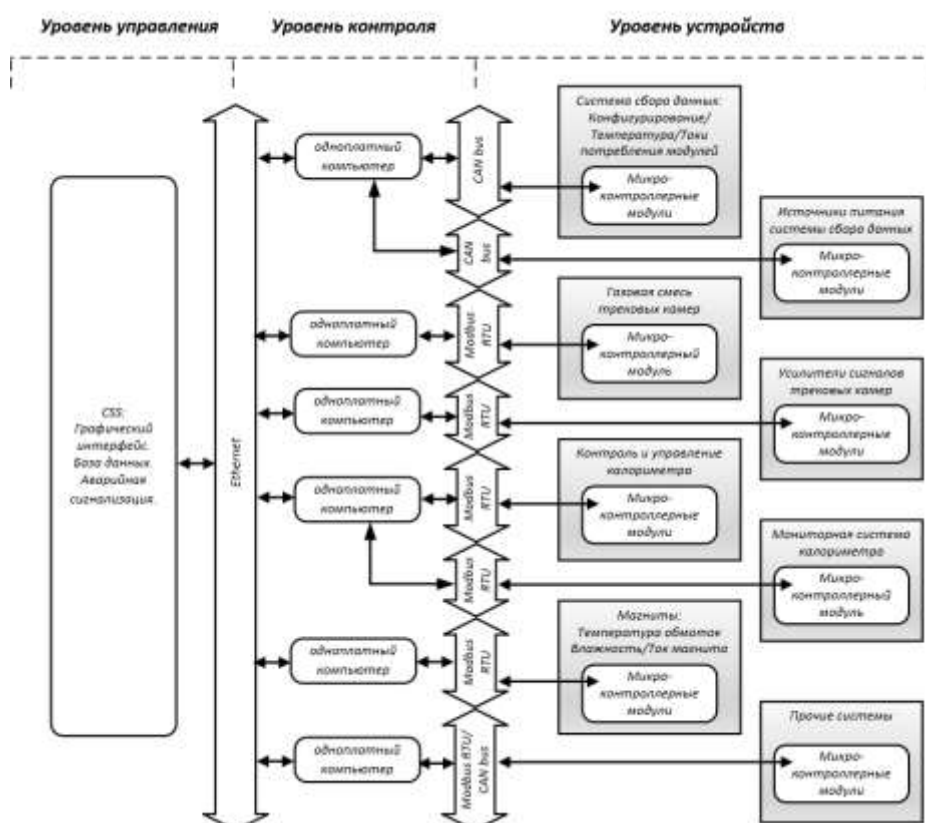 Уровень управления
Уровень контроля
Уровень устройств
CSS:
Графический
интерфейс.
База данных.
Аварийная
сигнализация.
Ethernet
одноплатный
компьютер
CAN bus
Система сбора данных:
Конфигурирование/
Температура/Токи
потребления модулей
Микро-
контроллерные
модули
CAN
bus
Источники питания
системы сбора данных
Микро-
контроллерные
модули
одноплатный
компьютер
Modbus
RTU
Газовая смесь
трековых камер
Микро-
контроллерный
модуль
одноплатный
компьютер
Modbus
RTU
Усилители сигналов
трековых камер
Микро-
контроллерные
модули
одноплатный
компьютер
Modbus
RTU
Контроль и управление
калориметра
Микро-
контроллерные
модули
Modbus
RTU
Мониторная система
калориметра
Микро-
контроллерный
модуль
одноплатный
компьютер
Modbus
RTU
Магниты:
Температура обмоток
Влажность/Ток магнита
Микро-
контроллерные
модули
одноплатный
компьютер
Modbus RTU/
CAN bus
Прочие системы
Микро-
контроллерные
модули